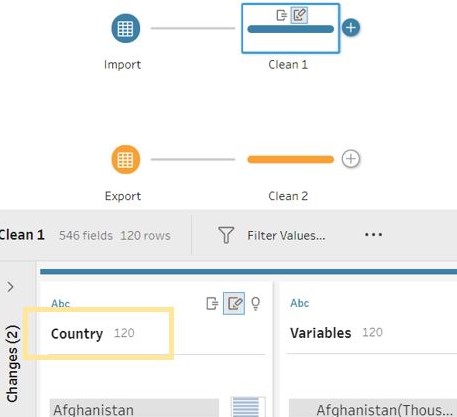 Import
Clean 1
Export
Clean 2
Clean 1 546 fields 120 rows Filter Values... ...
Changes (2)
Abc Abc
Country 120 Variables 120
Afghanistan Afghanistan(Thous...